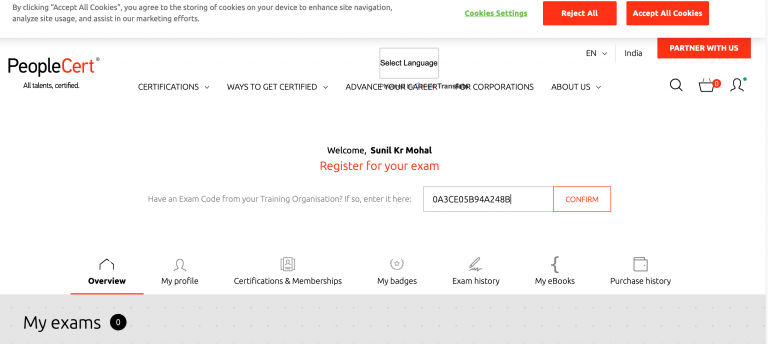 By clicking "Accept All Cookies", you agree to the storing of cookies on your device to enhance site navigation,
analyze site usage, and assist in our marketing efforts.
Cookies Settings
Reject All
Accept All Cookies
EN
India
PARTNER WITH US
PeopleCert®
All talents, certified.
Select Language
CERTIFICATIONS
WAYS TO GET CERTIFIED
ADVANCE YOUR CAREER
FOR CORPORATIONS
ABOUT US
Translate
0
Welcome, Sunil Kr Mohal
Register for your exam
Have an Exam Code from your Training Organisation? If so, enter it here:
0A3CE05B94A248B
CONFIRM
Overview
My profile
Certifications & Memberships
My badges
Exam history
My eBooks
Purchase history
My exams 0